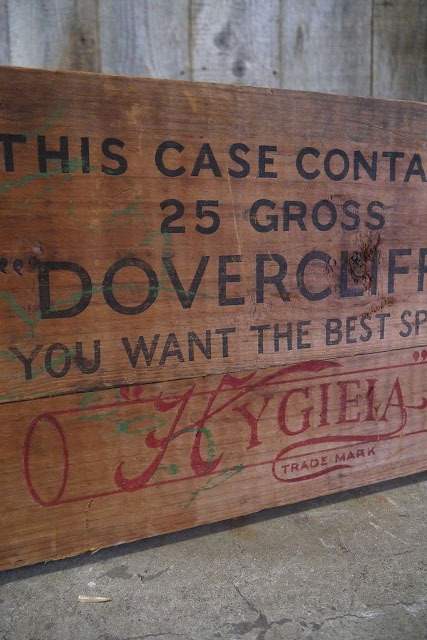 THIS CASE CONTA
25 GROSS
"DOVERCLIFF
YOU WANT THE BEST SP
"HYGIEIA"
TRADE MARK